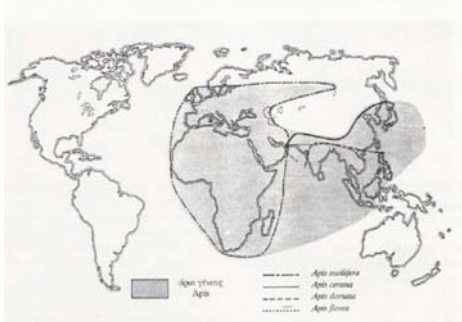 όρια γένους
Apis
Apis mellifera
Apis cerana
Apis dorsata
Apis florea